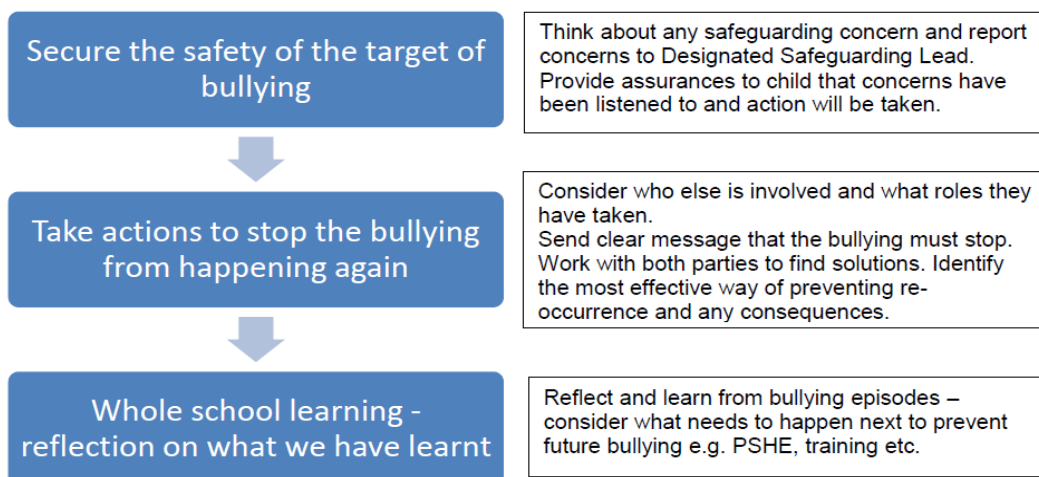 Secure the safety of the target of
bullying
Think about any safeguarding concern and report
concerns to Designated Safeguarding Lead.
Provide assurances to child that concerns have
been listened to and action will be taken.
Take actions to stop the bullying
from happening again
Consider who else is involved and what roles they
have taken.
Send clear message that the bullying must stop.
Work with both parties to find solutions. Identify
the most effective way of preventing re-
occurrence and any consequences.
Whole school learning -
reflection on what we have learnt
Reflect and learn from bullying episodes –
consider what needs to happen next to prevent
future bullying e.g. PSHE, training etc.